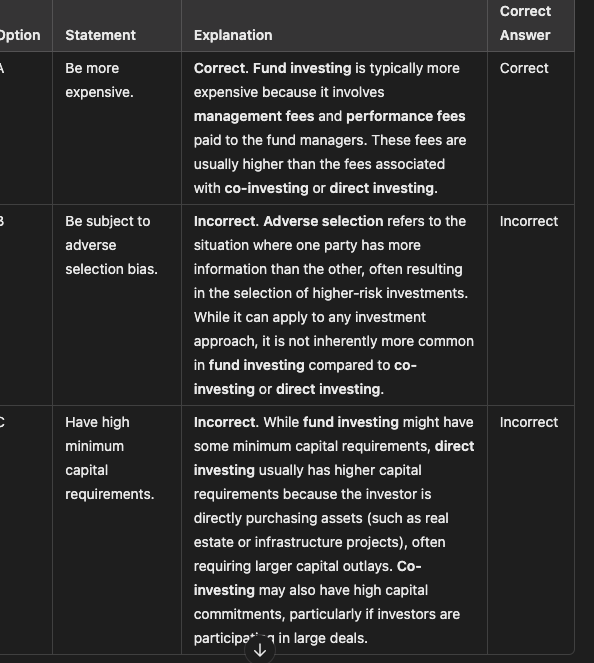 Correct
Option Statement Explanation Answer
A Be more Correct. Fund investing is typically more Correct
expensive. expensive because it involves
management fees and performance fees
paid to the fund managers. These fees are
usually higher than the fees associated
with co-investing or direct investing.
B Be subject to Incorrect. Adverse selection refers to the Incorrect
adverse situation where one party has more
selection bias. information than the other, often resulting
in the selection of higher-risk investments.
While it can apply to any investment
approach, it is not inherently more common
in fund investing compared to co-
investing or direct investing.
C Have high Incorrect. While fund investing might have Incorrect
minimum some minimum capital requirements, direct
capital investing usually has higher capital
requirements. requirements because the investor is
directly purchasing assets (such as real
estate or infrastructure projects), often
requiring larger capital outlays. Co-
investing may also have high capital
commitments, particularly if investors are
participating in large deals.